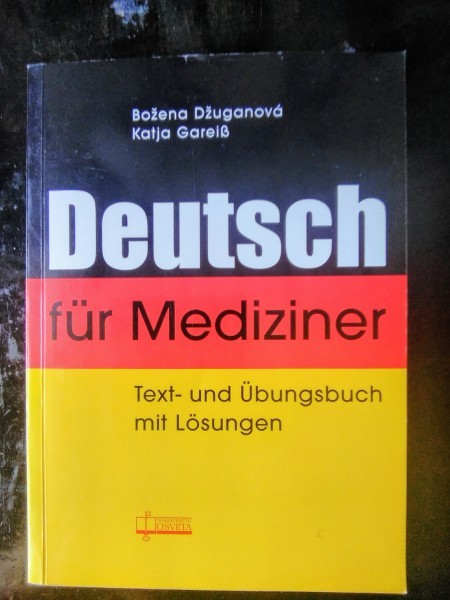 Božena Džuganová
Katja Gareiß
Deutsch
für Mediziner
Text- und Übungsbuch
mit Lösungen
OSVETA